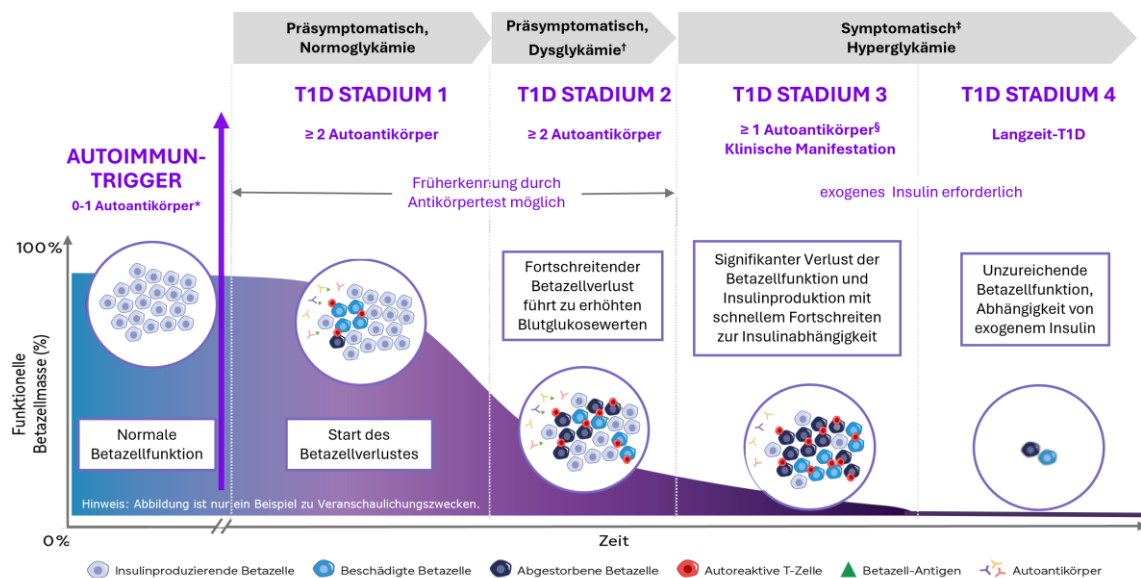 Präsymptomatisch,
Normoglykämie
Präsymptomatisch,
Dysglykämie†
Symptomatisch‡
Hyperglykämie
T1D STADIUM 1
≥ 2 Autoantikörper
T1D STADIUM 2
≥ 2 Autoantikörper
T1D STADIUM 3
≥ 1 Autoantikörper§
Klinische Manifestation
T1D STADIUM 4
Langzeit-T1D
AUTOIMMUN-
TRIGGER
0-1 Autoantikörper*
Früherkennung durch
Antikörpertest möglich
exogenes Insulin erforderlich
100%
Funktionelle
Betazellmasse (%)
Fortschreitender
Betazellverlust
führt zu erhöhten
Blutglukosewerten
Signifikanter Verlust der
Betazellfunktion und
Insulinproduktion mit
schnellem Fortschreiten
zur Insulinabhängigkeit
Unzureichende
Betazellfunktion,
Abhängigkeit von
exogenem Insulin
Normale
Betazellfunktion
Start des
Betazellverlustes
Hinweis: Abbildung ist nur ein Beispiel zu Veranschaulichungszwecken.
0%
Zeit
Insulinproduzierende Betazelle
Beschädigte Betazelle
Abgestorbene Betazelle
Autoreaktive T-Zelle
Betazell-Antigen
Autoantikörper